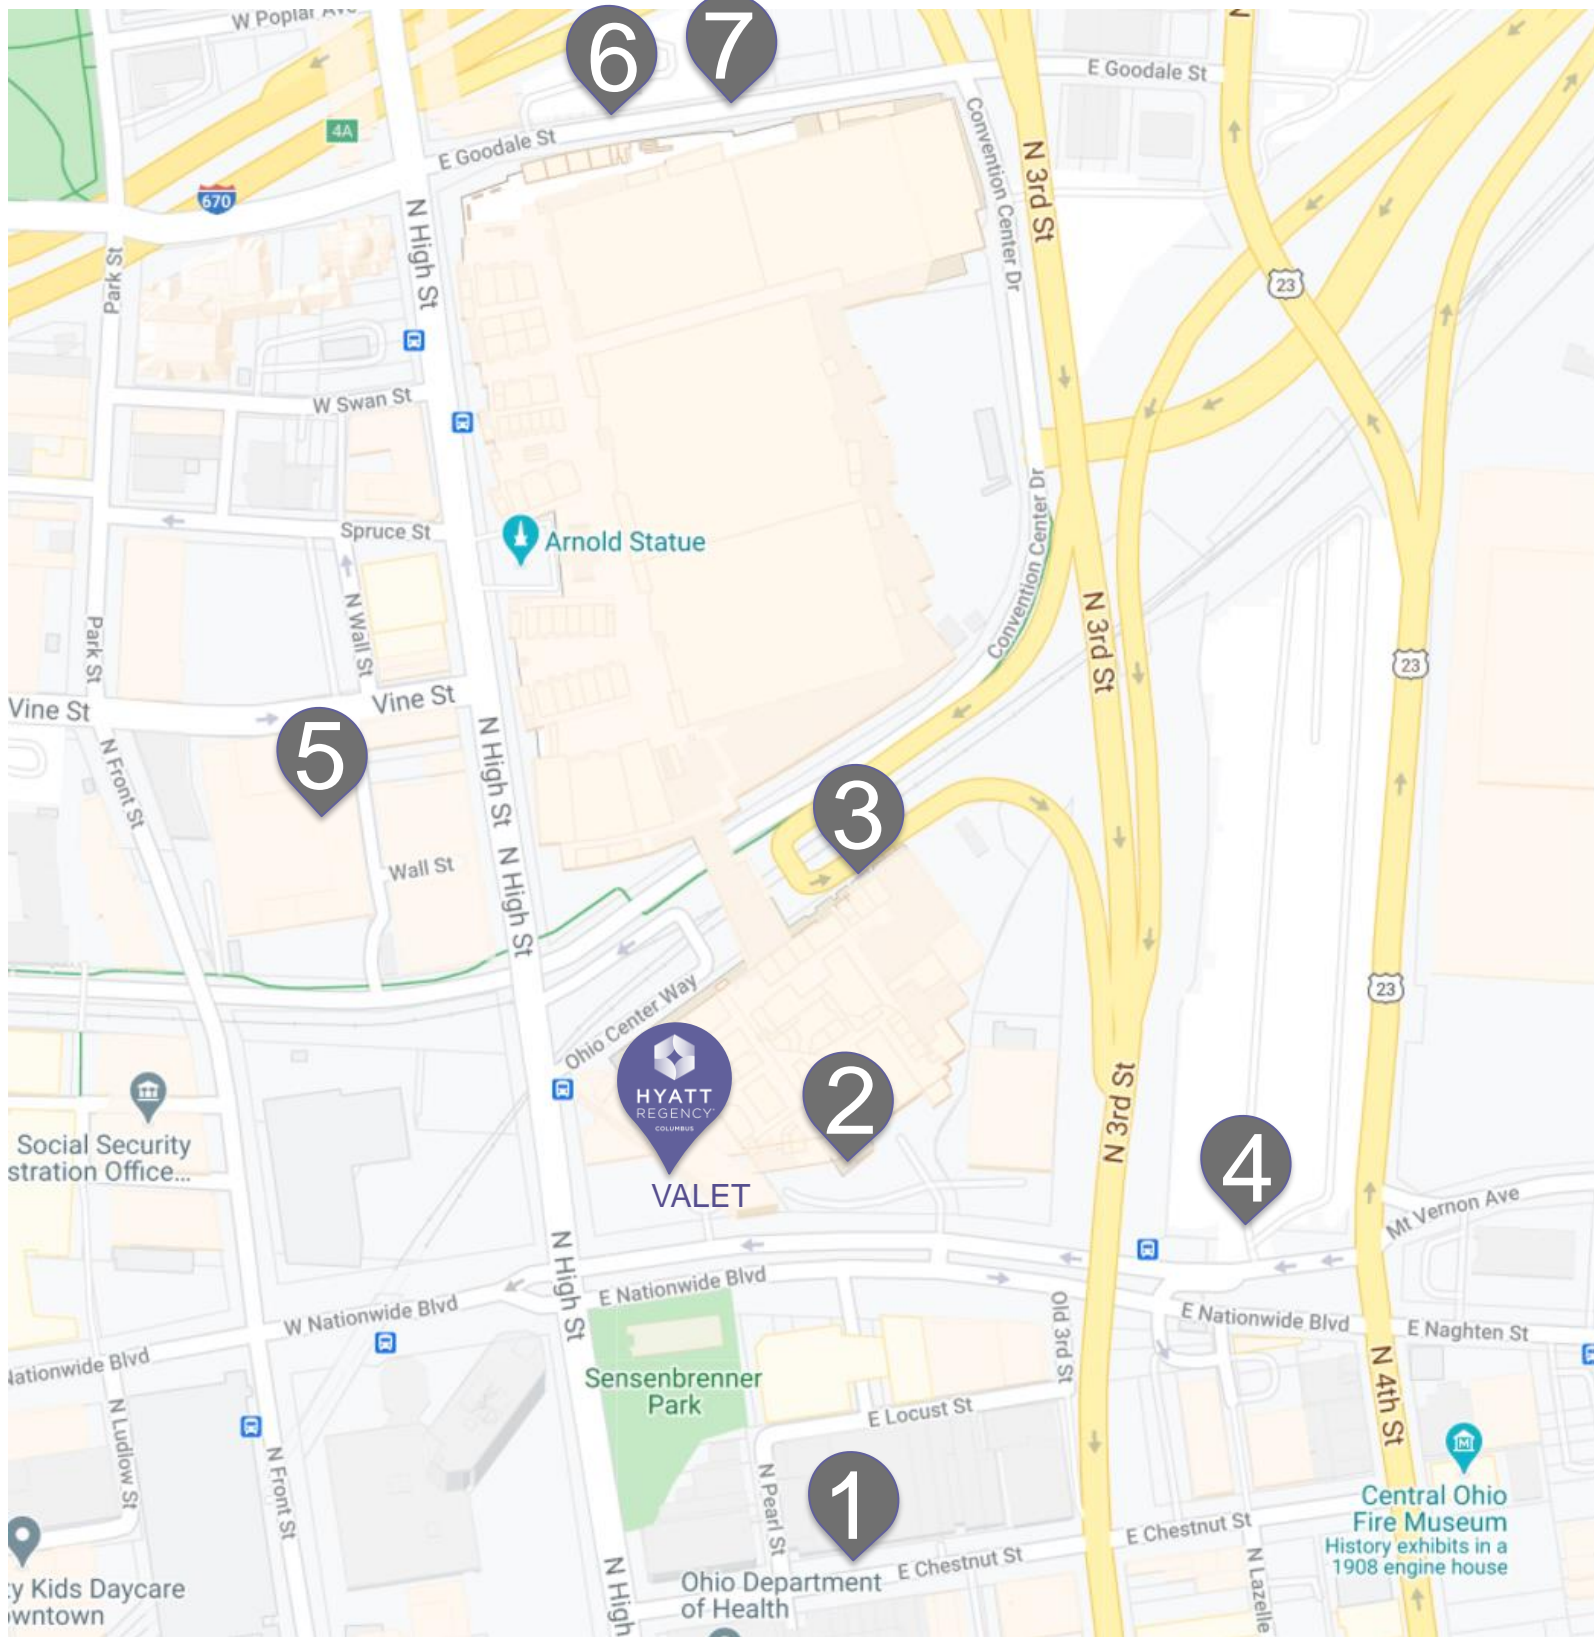 W Poplar Ave
6
7
N
E Goodale St
4A
E Goodale St
670
N High St
Park St
Convention Center Dr
N 3rd St
23
W Swan St
Spruce St
Arnold Statue
Convention Center Dr
N Wall St
N 3rd St
Park St
23
Vine St
Vine St
5
N Front St
N High St
3
Wall St
N High St
23
Ohio Center Way
HYATT
REGENCY
COLUMBUS
VALET
2
Social Security
stration Office...
N 3rd St
4
Mt Vernon Ave
N High St
E Nationwide Blvd
W Nationwide Blvd
Old 3rd St
E Nationwide Blvd
E Naghten St
Nationwide Blvd
Sensenbrenner
Park
N Ludlow St
E Locust St
N 4th St
N Front St
1
N Pearl St
Central Ohio
Fire Museum
History exhibits in a
1908 engine house
E Chestnut St
E Chestnut St
N Lazelle
N High
Ohio Department
of Health
ty Kids Daycare
owntown